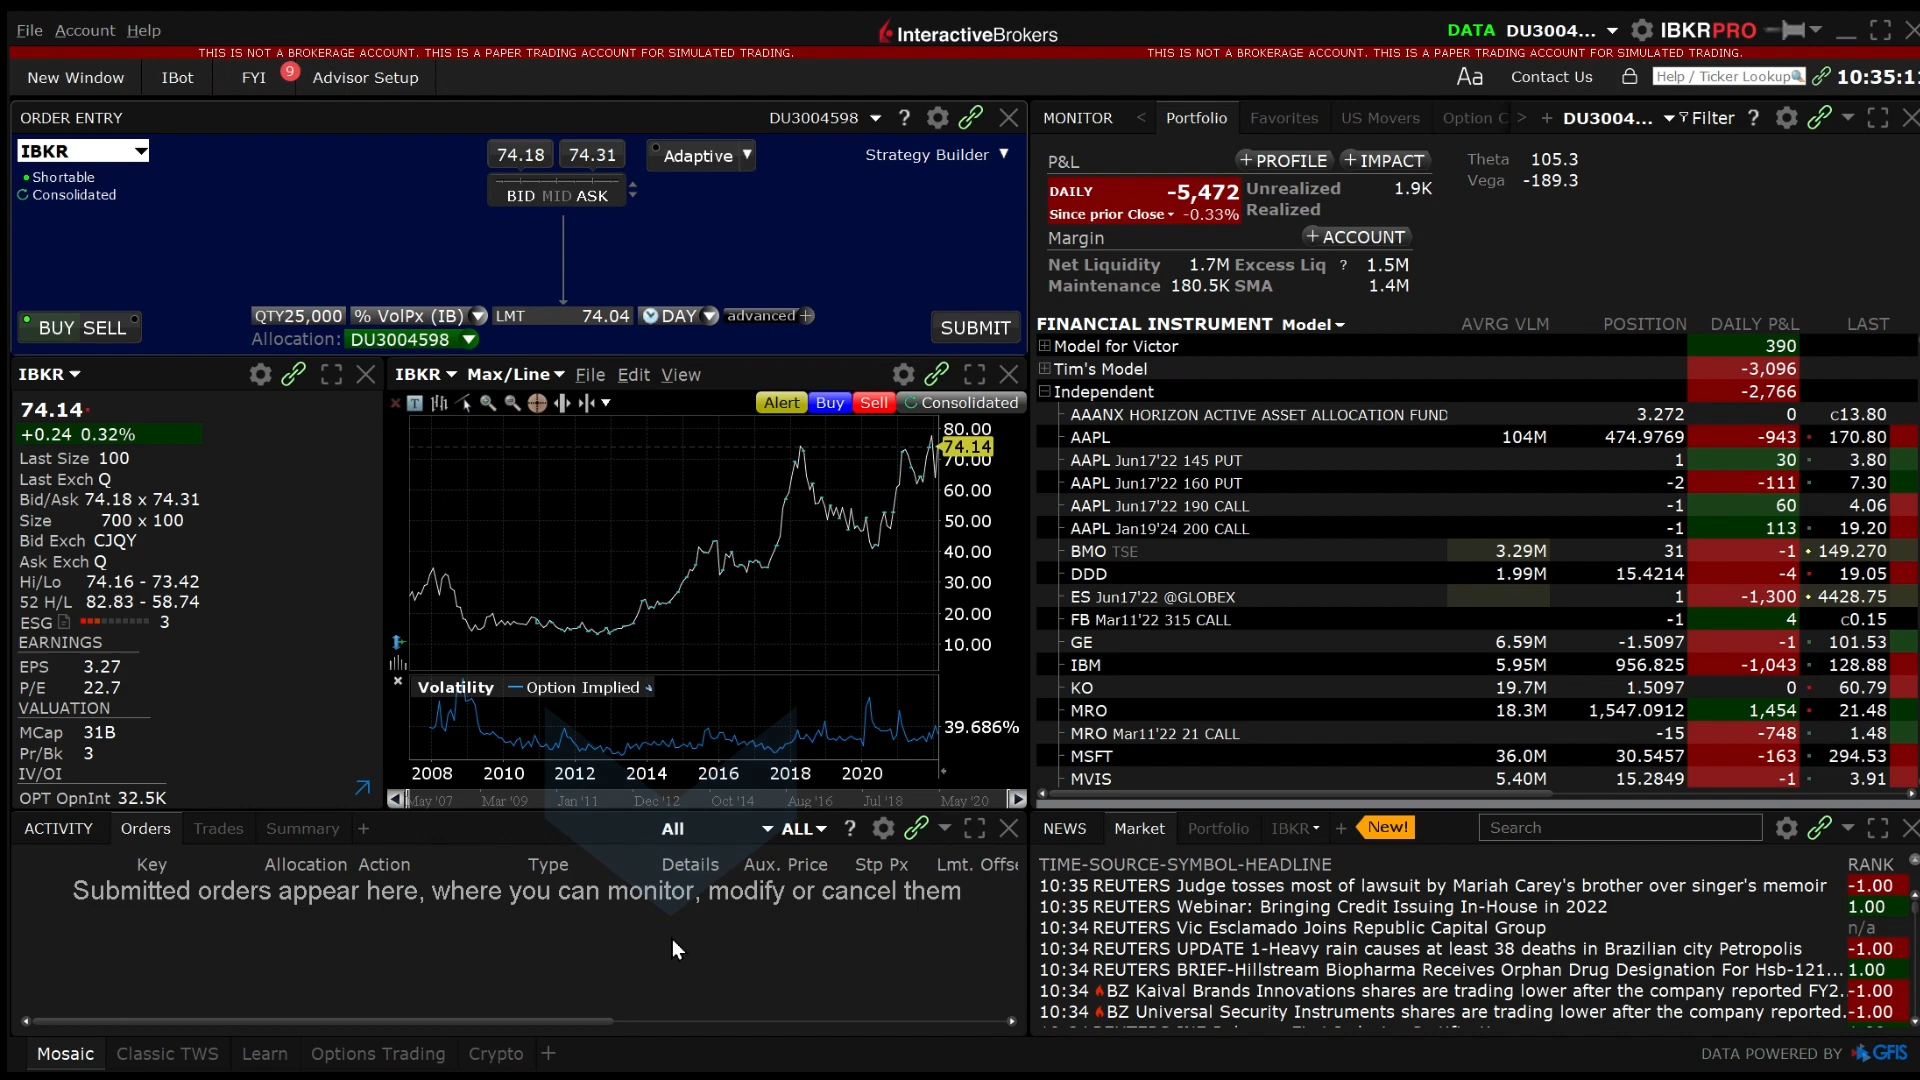 File Account Help
InteractiveBrokers
DATA DU3004... IBKRPRO
THIS IS NOT A BROKERAGE ACCOUNT. THIS IS A PAPER TRADING ACCOUNT FOR SIMULATED TRADING.
THIS IS NOT A BROKERAGE ACCOUNT. THIS IS A PAPER TRADING ACCOUNT FOR SIMULATED TRADING.
New Window IBot FYI 9 Advisor Setup
Aa Contact Us Help / Ticker Lookup
ORDER ENTRY DU3004598 ?
IBKR
Shortable
Consolidated
74.18 74.31 Adaptive
BID MID ASK
Strategy Builder
BUY SELL
QTY 25,000 % VolPx (IB) LMT 74.04 DAY advanced +
Allocation: DU3004598
SUBMIT
MONITOR < Portfolio Favorites US Movers Option C > + DU3004... Filter ?
P&L + PROFILE + IMPACT
DAILY -5,472
Since prior Close -0.33%
Unrealized 1.9K
Realized
Margin + ACCOUNT
Net Liquidity 1.7M Excess Liq ? 1.5M
Maintenance 180.5K SMA 1.4M
Theta 105.3
Vega -189.3
FINANCIAL INSTRUMENT Model AVRG VLM POSITION DAILY P&L LAST
Model for Victor 390
Tim's Model -3,096
Independent -2,766
AAANX HORIZON ACTIVE ASSET ALLOCATION FUND 3.272 0 C13.80
AAPL 104M 474.9769 -943 170.80
AAPL Jun17'22 145 PUT 1 30 3.80
AAPL Jun17'22 160 PUT -2 -111 7.30
AAPL Jun17'22 190 CALL -1 60 4.06
AAPL Jan19'24 200 CALL -1 113 19.20
BMO TSE 3.29M 31 -1 149.270
DDD 1.99M 15.4214 -4 19.05
ES Jun17'22 @GLOBEX 1 -1,300 4428.75
FB Mar11'22 315 CALL -1 4 C0.15
GE 6.59M -1.5097 -1 101.53
IBM 5.95M 956.825 -1,043 128.88
KO 19.7M 1.5097 0 60.79
MRO 18.3M 1,547.0912 1,454 21.48
MRO Mar11'22 21 CALL -15 -748 1.48
MSFT 36.0M 30.5457 -163 294.53
MVIS 5.40M 15.2849 -1 3.91
IBKR
74.14
+0.24 0.32%
Last Size 100
Last Exch Q
Bid/Ask 74.18 x 74.31
Size 700 x 100
Bid Exch CJQY
Ask Exch Q
Hi/Lo 74.16 - 73.42
52 H/L 82.83 - 58.74
ESG 3
EARNINGS
EPS 3.27
P/E 22.7
VALUATION
MCap 31B
Pr/Bk 3
IV/OI
OPT OpnInt 32.5K
IBKR Max/Line File Edit View
T Alert Buy Sell Consolidated
80.00
74.14
70.00
60.00
50.00
40.00
30.00
20.00
10.00
Volatility Option Implied
39.686%
2008 2010 2012 2014 2016 2018 2020
May '07 Mar '09 Jan '11 Dec '12 Oct '14 Aug '16 Jul '18 May '20
ACTIVITY Orders Trades Summary + All ALL ?
Key Allocation Action Type Details Aux. Price Stp Px Lmt. Offs
Submitted orders appear here, where you can monitor, modify or cancel them
NEWS Market Portfolio IBKR + New! Search
TIME-SOURCE-SYMBOL-HEADLINE RANK
10:35 REUTERS Judge tosses most of lawsuit by Mariah Carey's brother over singer's memoir -1.00
10:35 REUTERS Webinar: Bringing Credit Issuing In-House in 2022 1.00
10:34 REUTERS Vic Esclamado Joins Republic Capital Group n/a
10:34 REUTERS UPDATE 1-Heavy rain causes at least 38 deaths in Brazilian city Petropolis -1.00
10:34 REUTERS BRIEF-Hillstream Biopharma Receives Orphan Drug Designation For Hsb-121... 1.00
10:34 BZ Kaival Brands Innovations shares are trading lower after the company reported FY2. -1.00
10:34 BZ Universal Security Instruments shares are trading lower after the company reported. -1.00
Mosaic Classic TWS Learn Options Trading Crypto +
DATA POWERED BY GFIS